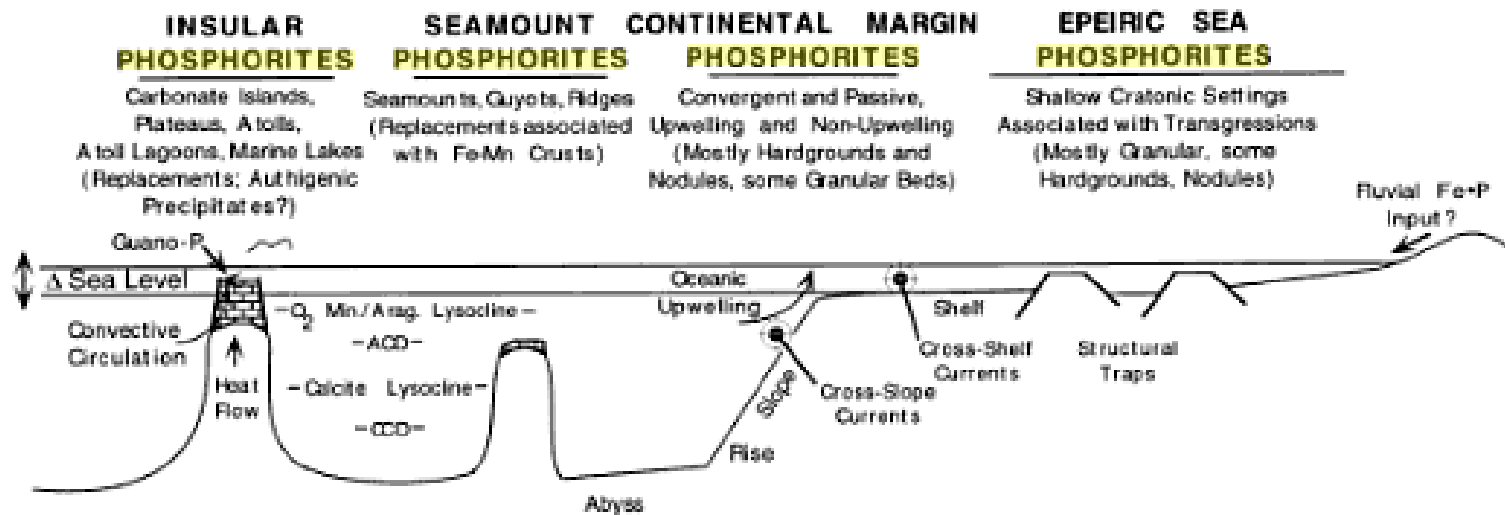 INSULAR
PHOSPHORITES
Carbonate Islands,
Plateaus, Atolls,
Atoll Lagoons, Marine Lakes
(Replacements; Authigenic
Precipitates?)
SEAMOUNT
PHOSPHORITES
Seamounts, Guyots, Ridges
(Replacements associated
with Fe-Mn Crusts)
CONTINENTAL MARGIN
PHOSPHORITES
Convergent and Passive,
Upwelling and Non-Upwelling
(Mostly Hardgrounds and
Nodules, some Granular Beds)
EPEIRIC SEA
PHOSPHORITES
Shallow Cratonic Settings
Associated with Transgressions
(Mostly Granular, some
Hardgrounds, Nodules)
Fluvial Fe-P
Input?
Guano-P
Δ Sea Level
Convective
Circulation
Heat
Flow
-O2 Min./Arag. Lysocline-
-ACD-
-Calcite Lysocline-
-CCD-
Oceanic
Upwelling
Shelf
Cross-Shelf
Currents
Structural
Traps
Slope
Cross-Slope
Currents
Rise
Abyss